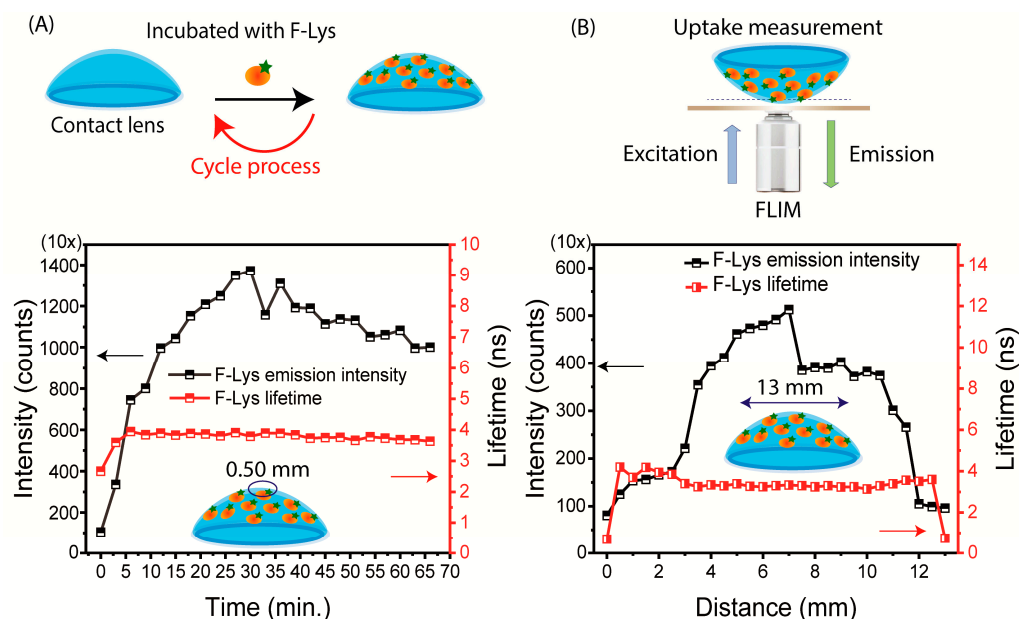 (A)
Incubated with F-Lys
Contact lens
Cycle process
(B)
Uptake measurement
Excitation
Emission
FLIM
(10x)
1400
1200
1000
800
600
400
200
0
Intensity (counts)
F-Lys emission intensity
F-Lys lifetime
0.50 mm
10
9
8
7
6
5
4
3
2
1
0
Lifetime (ns)
0 5 10 15 20 25 30 35 40 45 50 55 60 65 70
Time (min.)
(10x)
600
500
400
300
200
100
0
Intensity (counts)
F-Lys emission intensity
F-Lys lifetime
13 mm
14
12
10
8
6
4
2
0
Lifetime (ns)
0 2 4 6 8 10 12
Distance (mm)